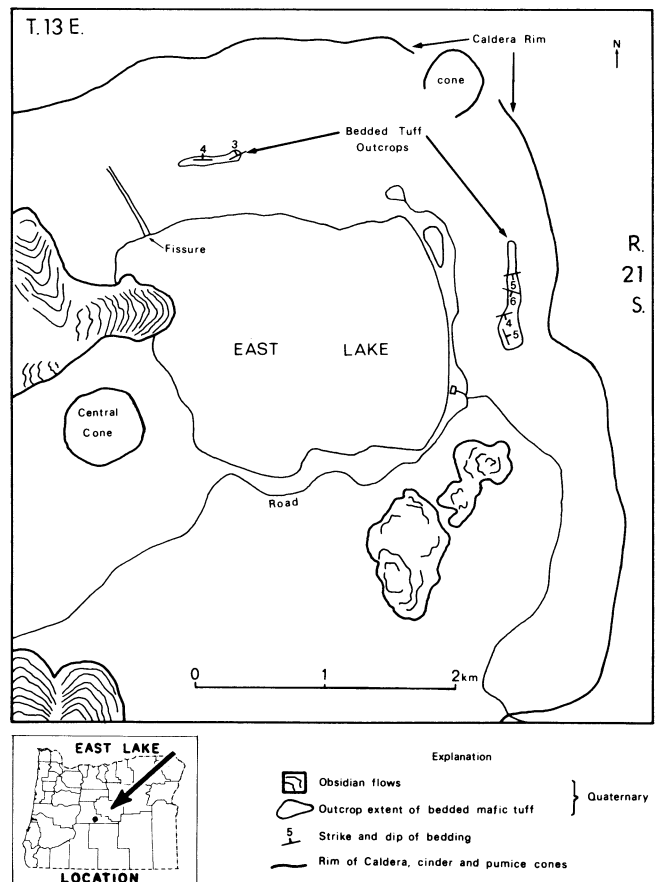 T. 13 E.
Caldera Rim
N
cone
Bedded Tuff
Outcrops
4
3
Fissure
R.
21
S.
5
6
4
5
EAST LAKE
Central
Cone
Road
0 1 2 km
EAST LAKE
LOCATION
Explanation
Obsidian flows
Outcrop extent of bedded mafic tuff
Quaternary
5
Strike and dip of bedding
Rim of Caldera, cinder and pumice cones